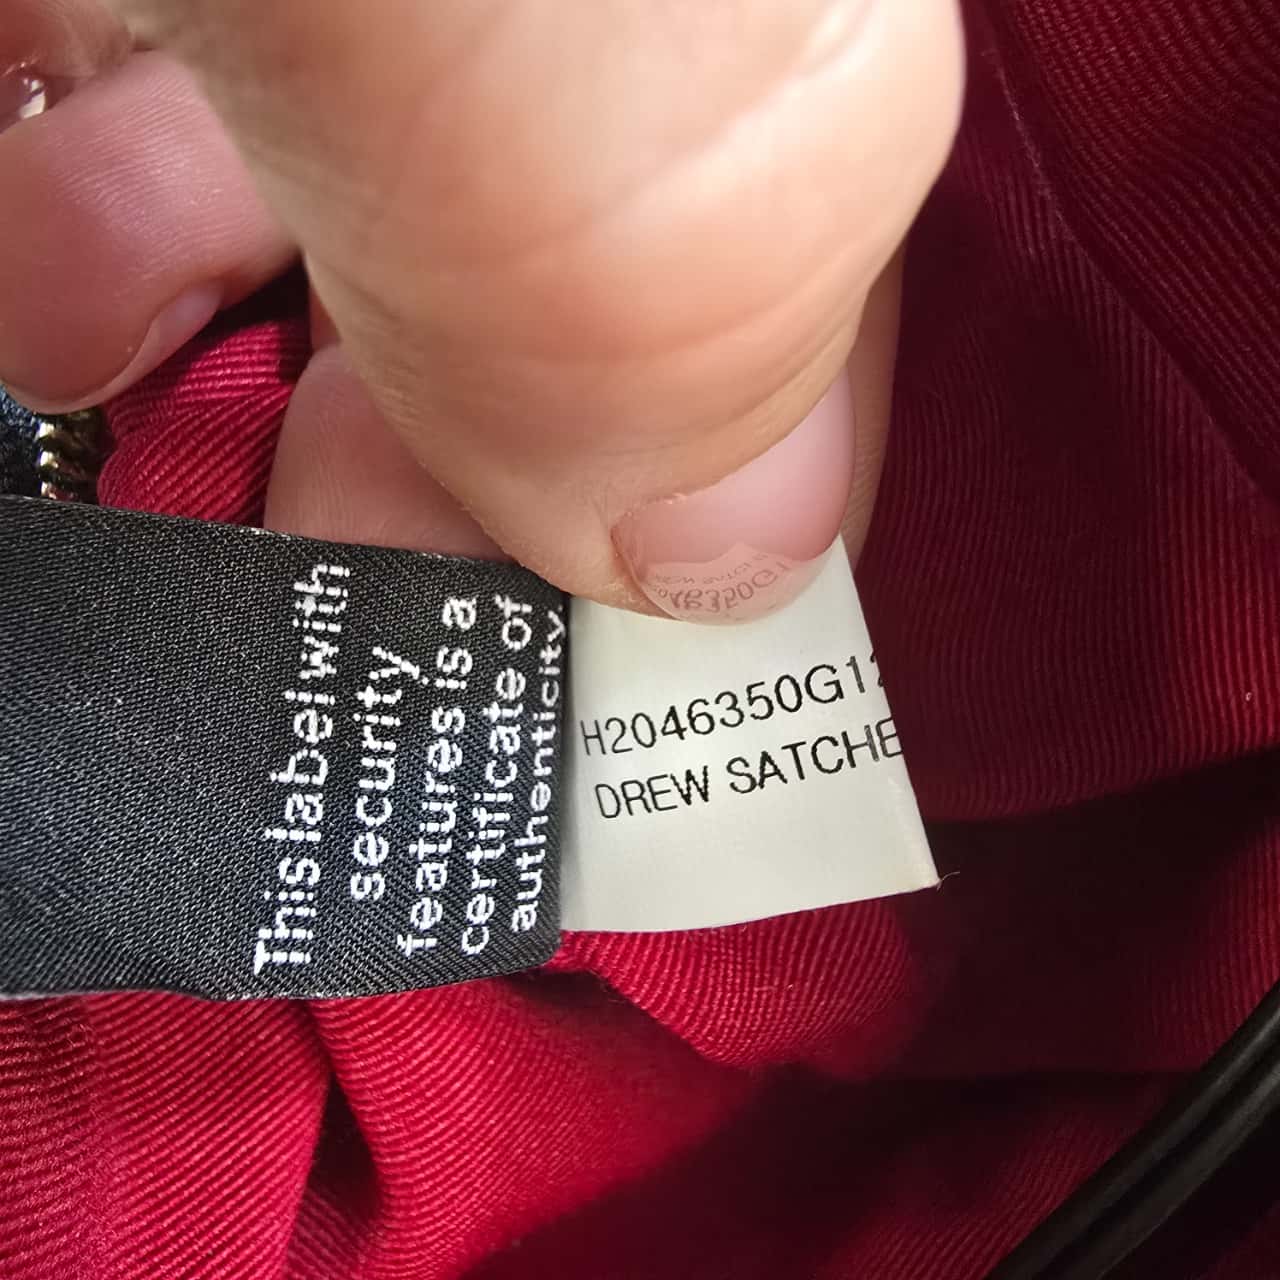 This label with
security
features is a
certificate of
authenticity.
H2046350G12
DREW SATCHE